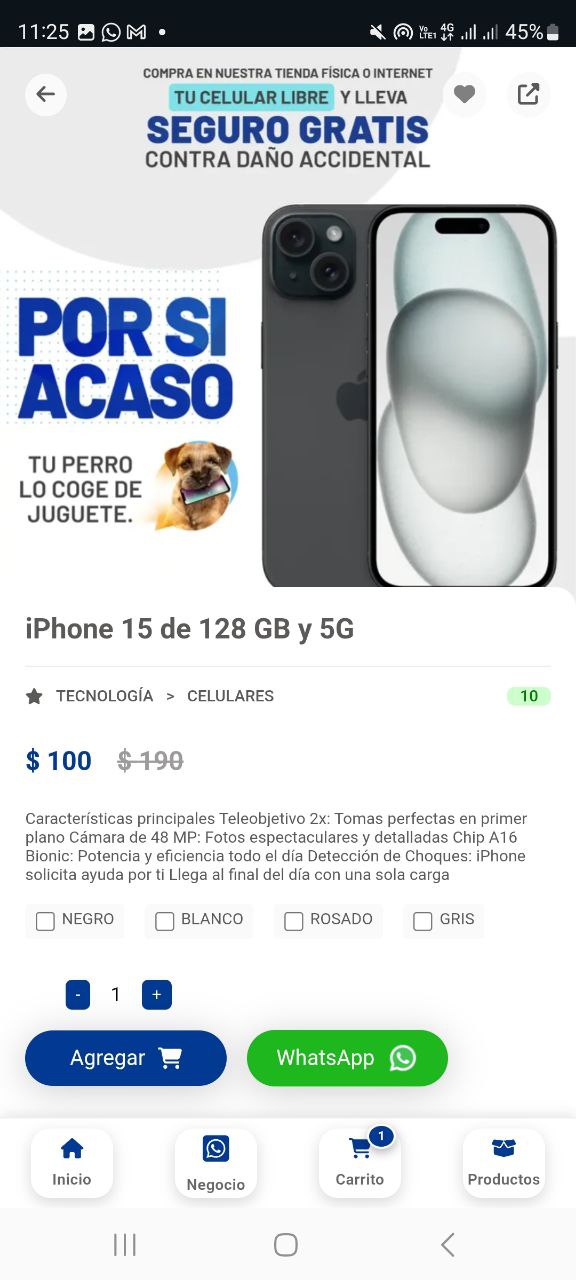 11:25
Vo LTE1 4G 45%
COMPRA EN NUESTRA TIENDA FÍSICA O INTERNET
TU CELULAR LIBRE Y LLEVA
SEGURO GRATIS
CONTRA DAÑO ACCIDENTAL
POR SI
ACASO
TU PERRO
LO COGE DE
JUGUETE.
iPhone 15 de 128 GB y 5G
TECNOLOGÍA > CELULARES 10
$ 100 $ 190
Características principales Teleobjetivo 2x: Tomas perfectas en primer
plano Cámara de 48 MP: Fotos espectaculares y detalladas Chip A16
Bionic: Potencia y eficiencia todo el día Detección de Choques: iPhone
solicita ayuda por ti Llega al final del día con una sola carga
NEGRO BLANCO ROSADO GRIS
- 1 +
Agregar WhatsApp
1
Inicio Negocio Carrito Productos